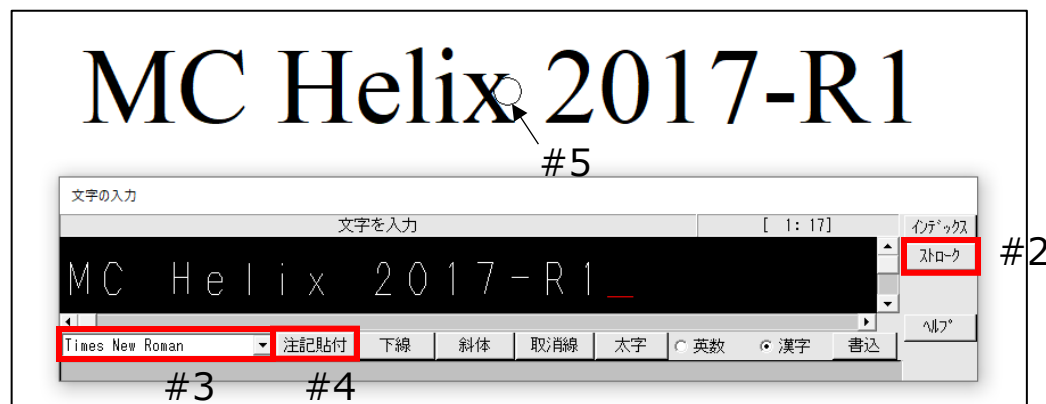 MC Helix 2017-R1
#5
文字の入力
文字を入力 [ 1: 17] インデックス
MC Helix 2017-R1_ ストローク #2
ヘルプ
Times New Roman 注記貼付 下線 斜体 取消線 太字 英数 漢字 書込
#3 #4